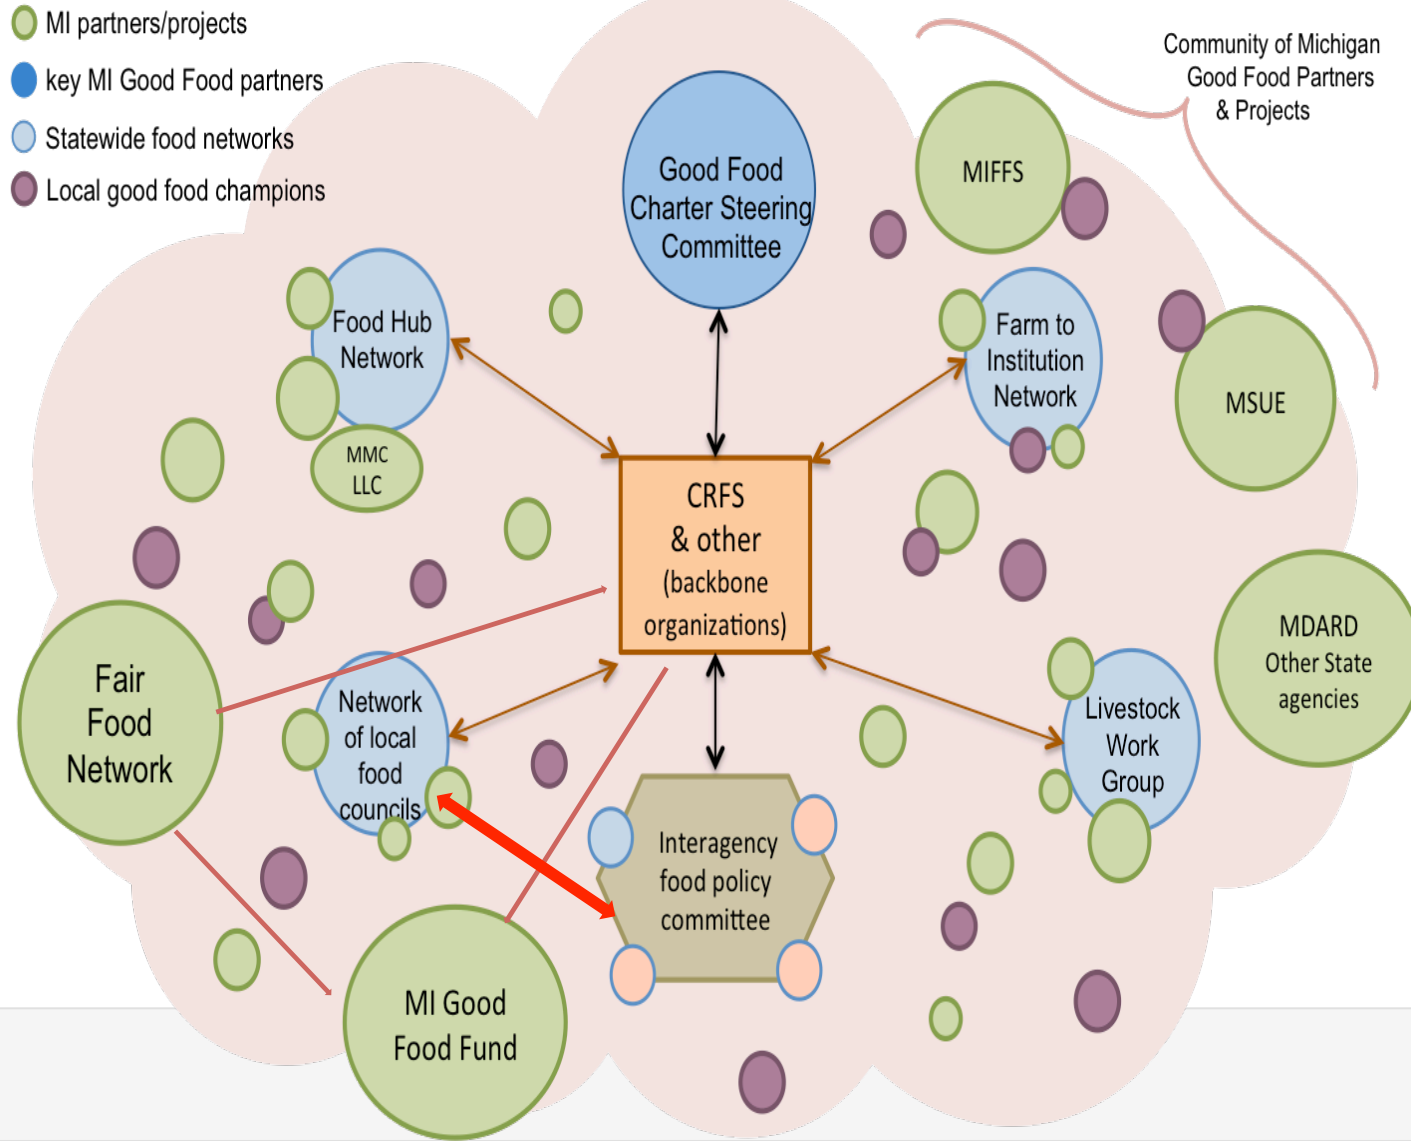 MI partners/projects
key MI Good Food partners
Statewide food networks
Local good food champions
Community of Michigan
Good Food Partners
& Projects
Good Food
Charter Steering
Committee
MIFFS
Food Hub
Network
Farm to
Institution
Network
MSUE
MMC
LLC
CRFS
& other
(backbone
organizations)
MDARD
Other State
agencies
Fair
Food
Network
Network
of local
food
councils
Livestock
Work
Group
Interagency
food policy
committee
MI Good
Food Fund